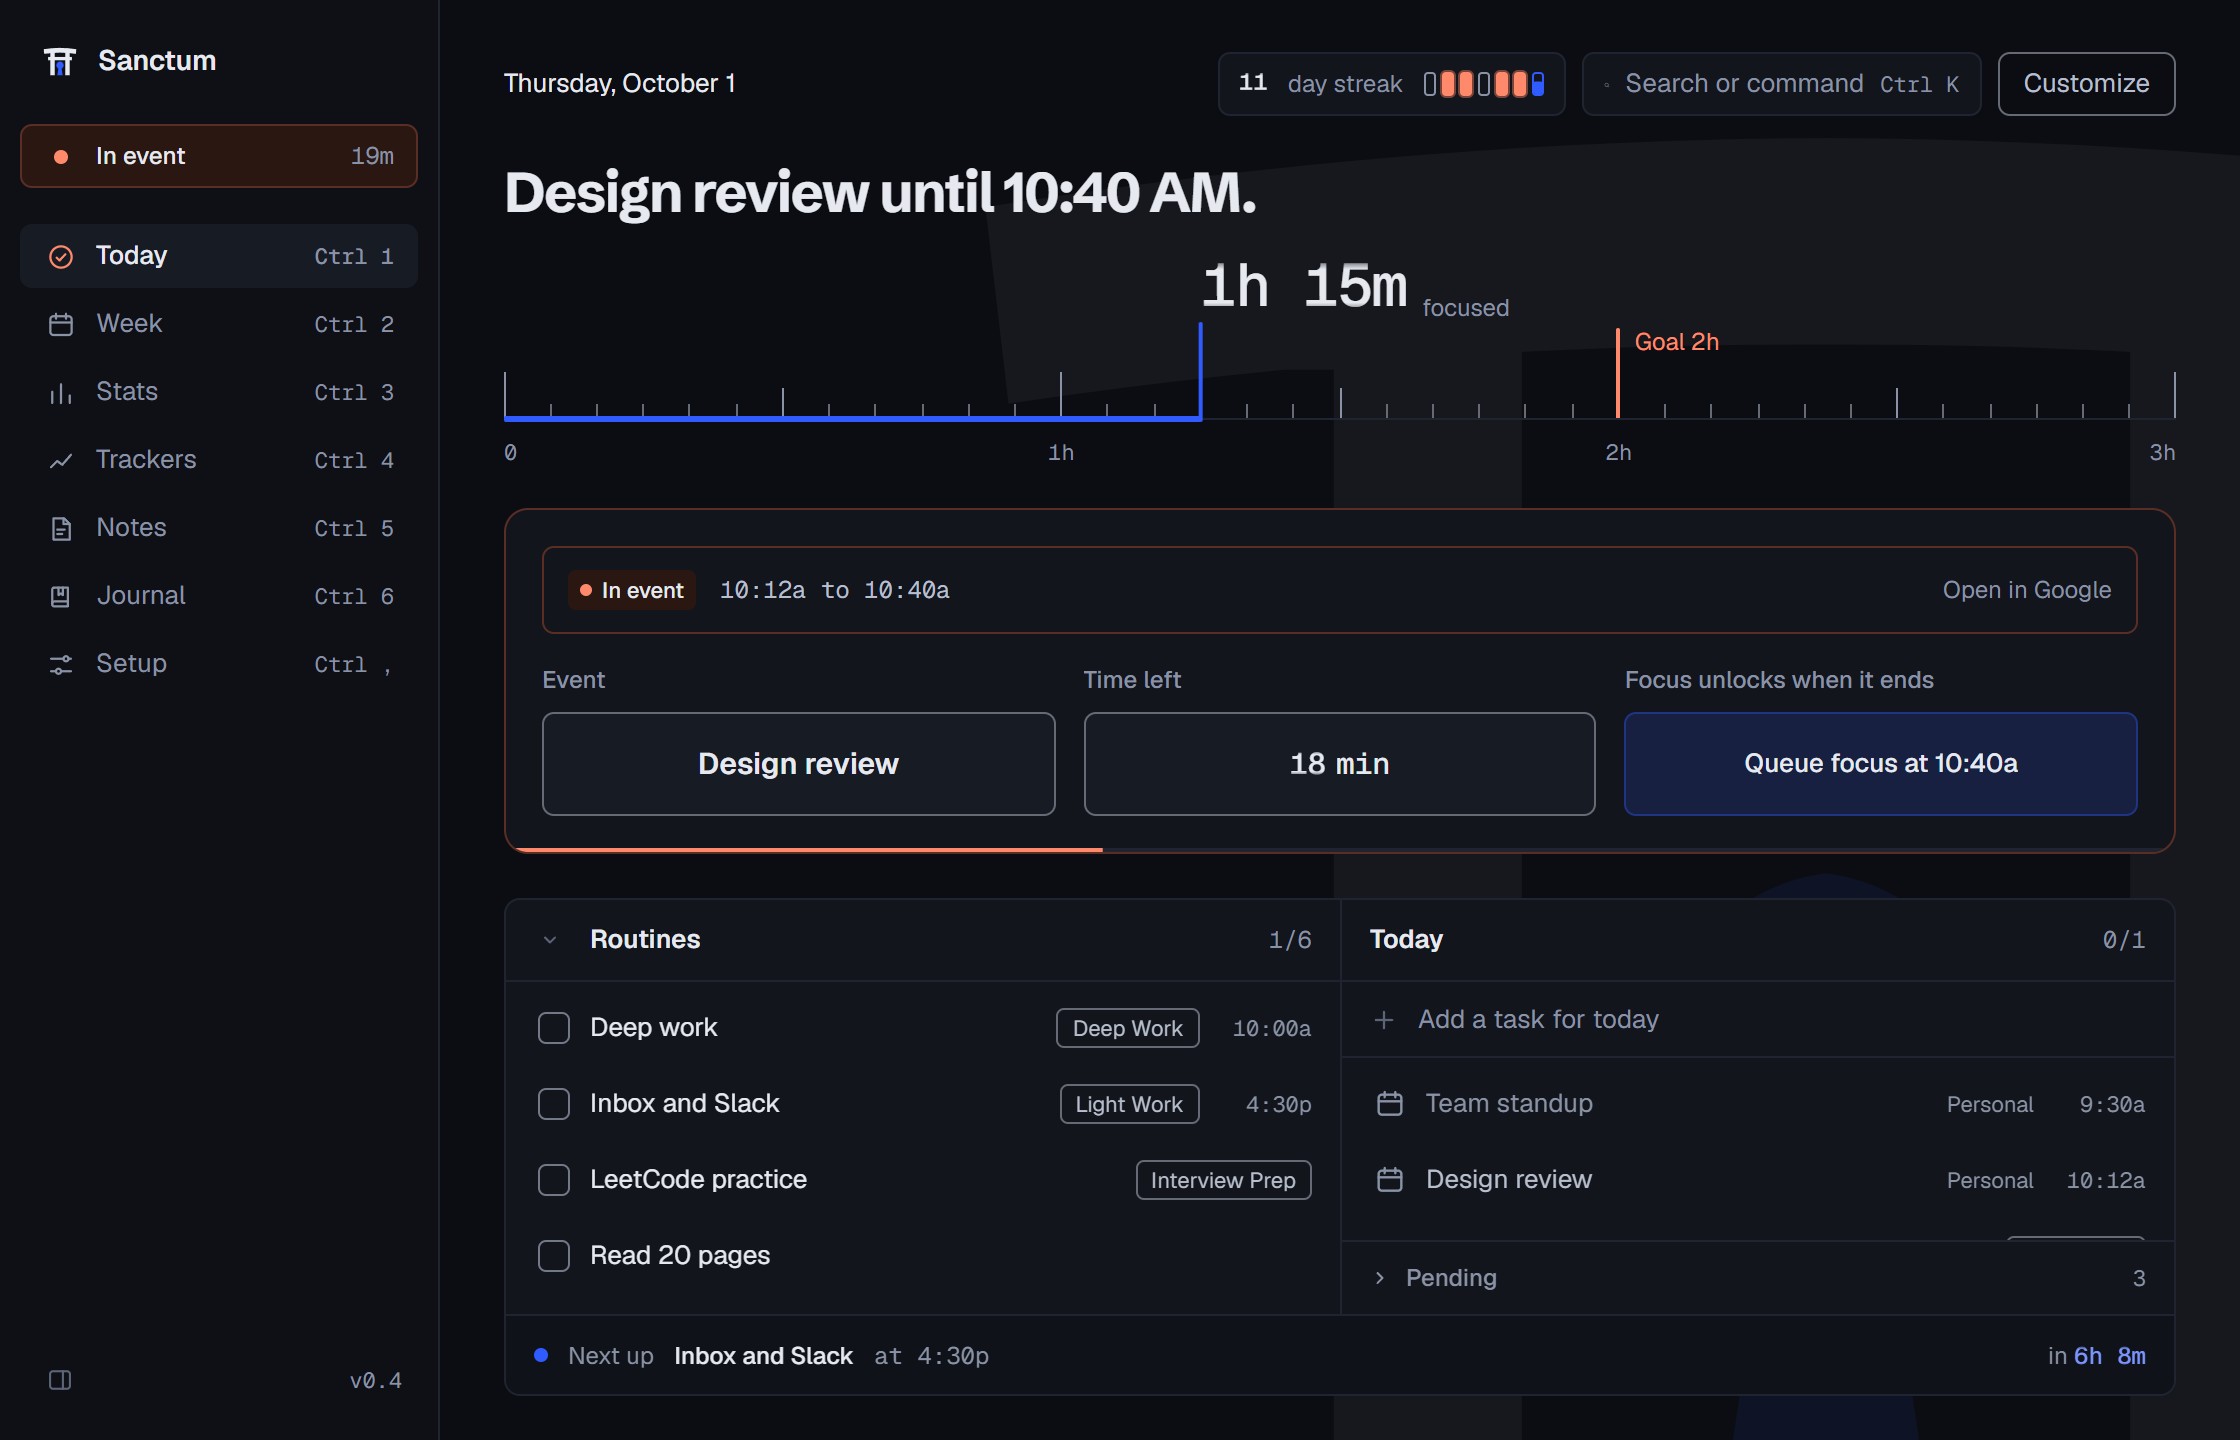 Sanctum
In event 19m
Today Ctrl 1
Week Ctrl 2
Stats Ctrl 3
Trackers Ctrl 4
Notes Ctrl 5
Journal Ctrl 6
Setup Ctrl ,
v0.4
Thursday, October 1
11 day streak
Search or command Ctrl K
Customize
Design review until 10:40 AM.
1h 15m focused
Goal 2h
0 1h 2h 3h
In event 10:12a to 10:40a Open in Google
Event
Design review
Time left
18 min
Focus unlocks when it ends
Queue focus at 10:40a
Routines 1/6
Deep work Deep Work 10:00a
Inbox and Slack Light Work 4:30p
LeetCode practice Interview Prep
Read 20 pages
Today 0/1
Add a task for today
Team standup Personal 9:30a
Design review Personal 10:12a
Pending 3
Next up Inbox and Slack at 4:30p in 6h 8m